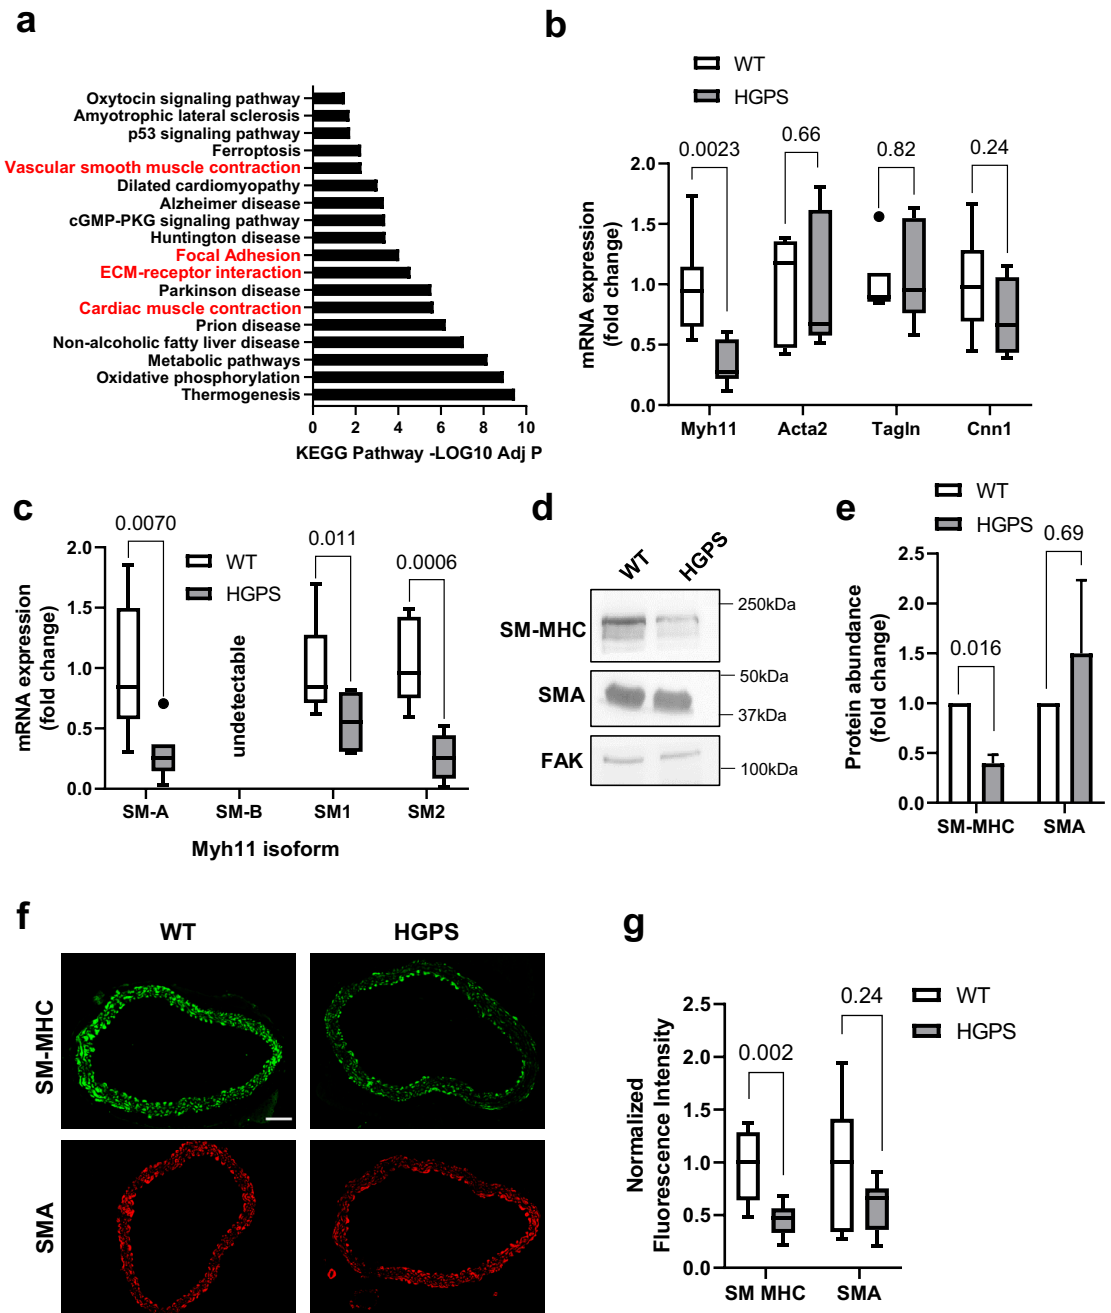 a
Oxytocin signaling pathway
Amyotrophic lateral sclerosis
p53 signaling pathway
Ferroptosis
Vascular smooth muscle contraction
Dilated cardiomyopathy
Alzheimer disease
cGMP-PKG signaling pathway
Huntington disease
Focal Adhesion
ECM-receptor interaction
Parkinson disease
Cardiac muscle contraction
Prion disease
Non-alcoholic fatty liver disease
Metabolic pathways
Oxidative phosphorylation
Thermogenesis
0 2 4 6 8 10
KEGG Pathway -LOG10 Adj P
b
WT
HGPS
0.0023
0.66
0.82
0.24
mRNA expression
(fold change)
2.0
1.5
1.0
0.5
0.0
Myh11 Acta2 Tagln Cnn1
c
WT
HGPS
0.0070
0.011
0.0006
mRNA expression
(fold change)
2.0
1.5
1.0
0.5
0.0
undetectable
SM-A SM-B SM1 SM2
Myh11 isoform
d
WT HGPS
SM-MHC
250kDa
SMA
50kDa
37kDa
FAK
100kDa
e
WT
HGPS
0.016
0.69
Protein abundance
(fold change)
2.5
2.0
1.5
1.0
0.5
0.0
SM-MHC SMA
f
WT HGPS
SM-MHC
SMA
g
WT
HGPS
0.002
0.24
Normalized
Fluorescence Intensity
2.5
2.0
1.5
1.0
0.5
0.0
SM MHC SMA